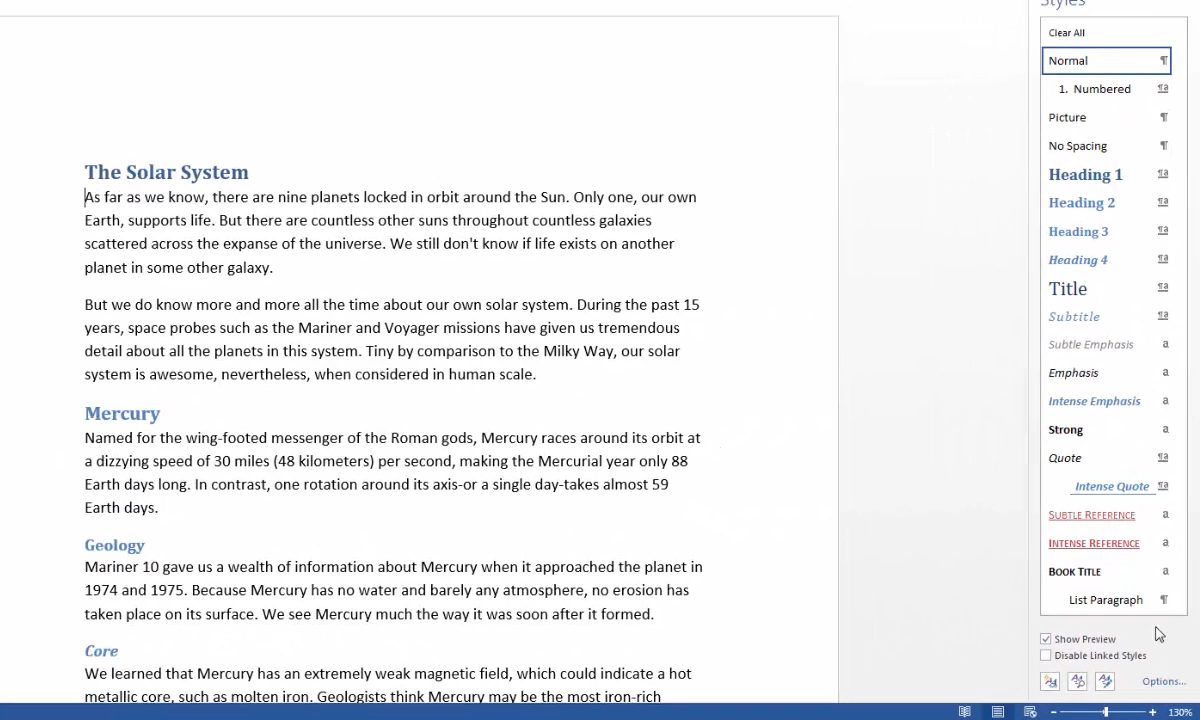 Styles
Clear All
Normal ¶
1. Numbered ¶a
Picture ¶
No Spacing ¶
Heading 1 ¶a
Heading 2 ¶a
Heading 3 ¶a
Heading 4 ¶a
Title ¶a
Subtitle ¶a
Subtle Emphasis a
Emphasis a
Intense Emphasis a
Strong a
Quote ¶a
Intense Quote ¶a
SUBTLE REFERENCE a
INTENSE REFERENCE a
BOOK TITLE a
List Paragraph ¶
Show Preview
Disable Linked Styles
Options...
The Solar System
As far as we know, there are nine planets locked in orbit around the Sun. Only one, our own
Earth, supports life. But there are countless other suns throughout countless galaxies
scattered across the expanse of the universe. We still don't know if life exists on another
planet in some other galaxy.
But we do know more and more all the time about our own solar system. During the past 15
years, space probes such as the Mariner and Voyager missions have given us tremendous
detail about all the planets in this system. Tiny by comparison to the Milky Way, our solar
system is awesome, nevertheless, when considered in human scale.
Mercury
Named for the wing-footed messenger of the Roman gods, Mercury races around its orbit at
a dizzying speed of 30 miles (48 kilometers) per second, making the Mercurial year only 88
Earth days long. In contrast, one rotation around its axis-or a single day-takes almost 59
Earth days.
Geology
Mariner 10 gave us a wealth of information about Mercury when it approached the planet in
1974 and 1975. Because Mercury has no water and barely any atmosphere, no erosion has
taken place on its surface. We see Mercury much the way it was soon after it formed.
Core
We learned that Mercury has an extremely weak magnetic field, which could indicate a hot
metallic core, such as molten iron. Geologists think Mercury may be the most iron-rich
130%